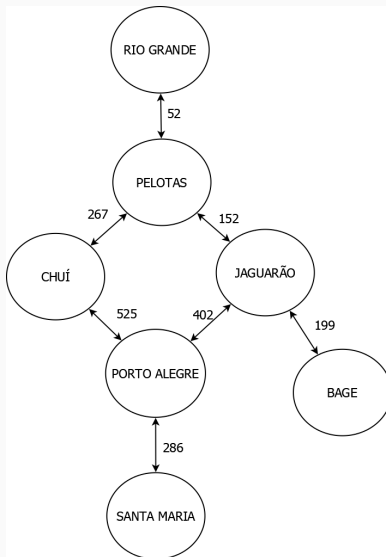 RIO GRANDE
52
PELOTAS
267
152
CHUÍ
JAGUARÃO
525
402
199
PORTO ALEGRE
BAGE
286
SANTA MARIA